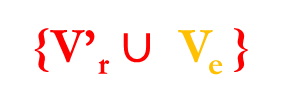 {V’r ∪ Ve }